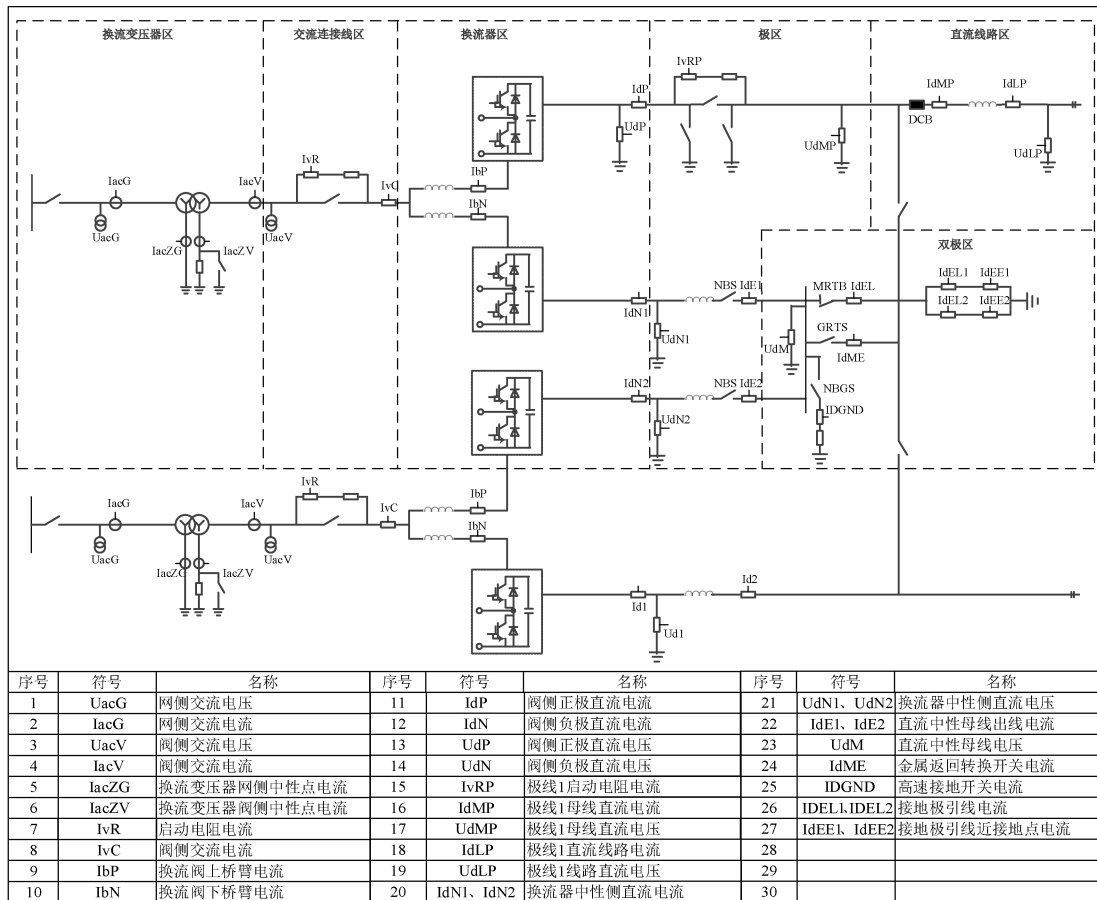 换流变压器区 交流连接线区 换流器区 极区 直流线路区
IvRP
IdP
IdMP IdLP
DCB
UdP
UdMP
UdLP
IvR
IbP
IacG IacV IvC
IbN
UacG UacV
IacZG IacZV
双极区
IdEL1 IdEE1
NBS IdE1 MRTB IdEL
IdEL2 IdEE2
IdN1
GRTS
UdN1 UdM
IdME
IdN2 NBS IdE2 NBGS
IDGND
UdN2
IvR
IbP
IacG IacV IvC
IbN
UacG UacV
IacZG IacZV
Id2
Id1
Ud1
序号 符号 名称 序号 符号 名称 序号 符号 名称
1 UacG 网侧交流电压 11 IdP 阀侧正极直流电流 21 UdN1、UdN2 换流器中性侧直流电压
2 IacG 网侧交流电流 12 IdN 阀侧负极直流电流 22 IdE1、IdE2 直流中性母线出线电流
3 UacV 阀侧交流电压 13 UdP 阀侧正极直流电压 23 UdM 直流中性母线电压
4 IacV 阀侧交流电流 14 UdN 阀侧负极直流电压 24 IdME 金属返回转换开关电流
5 IacZG 换流变压器网侧中性点电流 15 IvRP 极线1启动电阻电流 25 IDGND 高速接地开关电流
6 IacZV 换流变压器阀侧中性点电流 16 IdMP 极线1母线直流电流 26 IDEL1、IDEL2 接地极引线电流
7 IvR 启动电阻电流 17 UdMP 极线1母线直流电压 27 IdEE1、IdEE2 接地极引线近接地点电流
8 IvC 阀侧交流电流 18 IdLP 极线1直流线路电流 28
9 IbP 换流阀上桥臂电流 19 UdLP 极线1线路直流电压 29
10 IbN 换流阀下桥臂电流 20 IdN1、IdN2 换流器中性侧直流电流 30